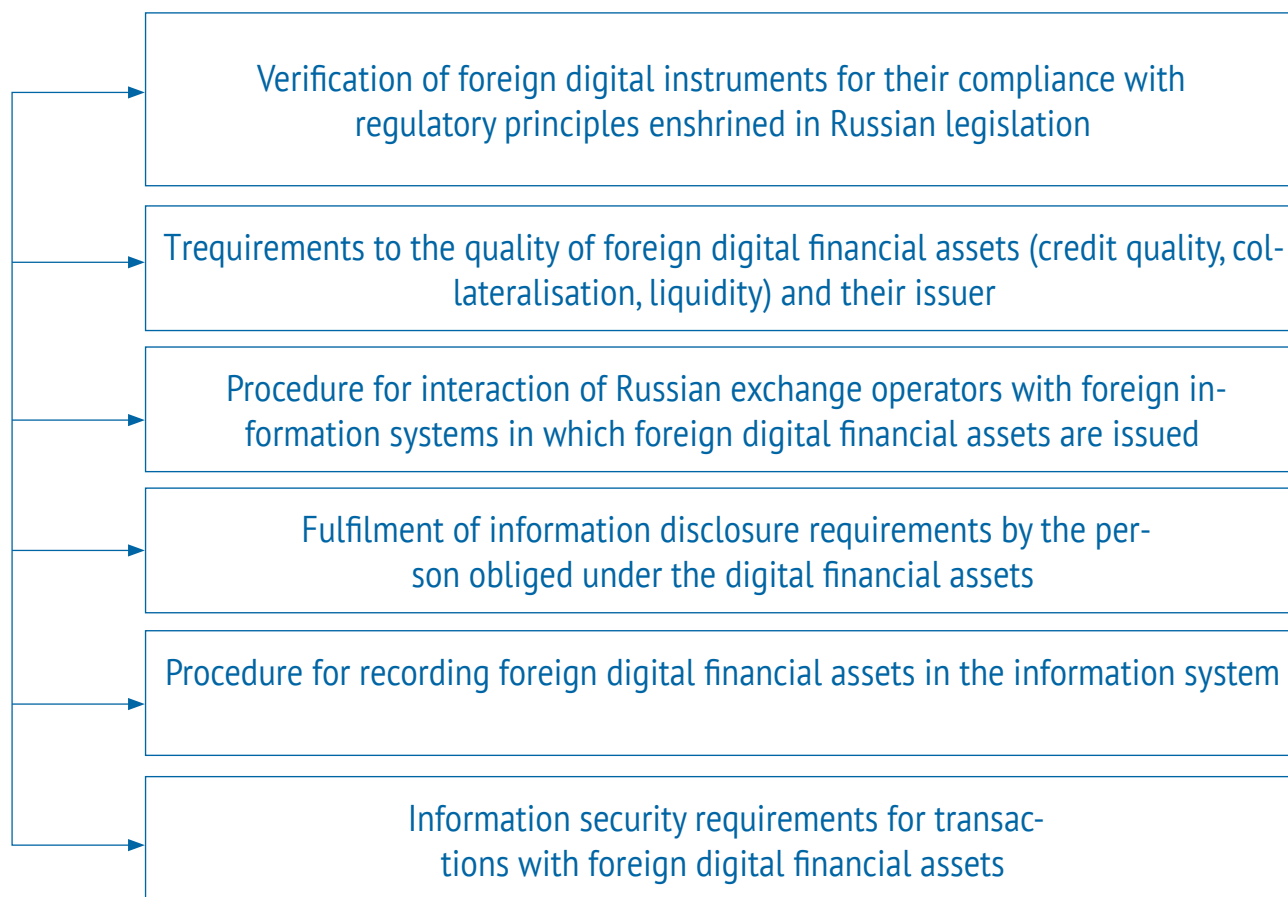 Verification of foreign digital instruments for their compliance with
regulatory principles enshrined in Russian legislation
Trequirements to the quality of foreign digital financial assets (credit quality, col-
lateralisation, liquidity) and their issuer
Procedure for interaction of Russian exchange operators with foreign in-
formation systems in which foreign digital financial assets are issued
Fulfilment of information disclosure requirements by the per-
son obliged under the digital financial assets
Procedure for recording foreign digital financial assets in the information system
Information security requirements for transac-
tions with foreign digital financial assets